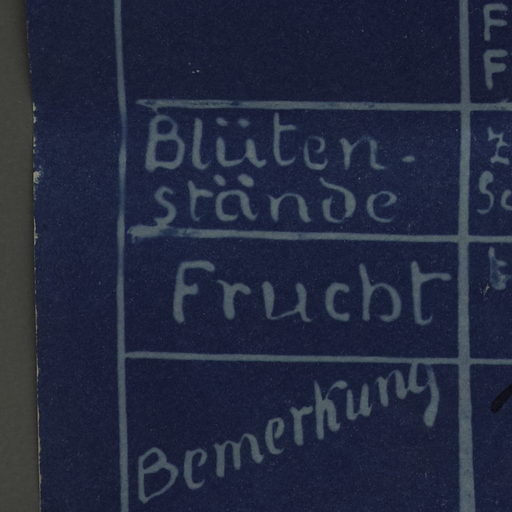 F
F
Blüten-
stände
Frucht
Bemerkung